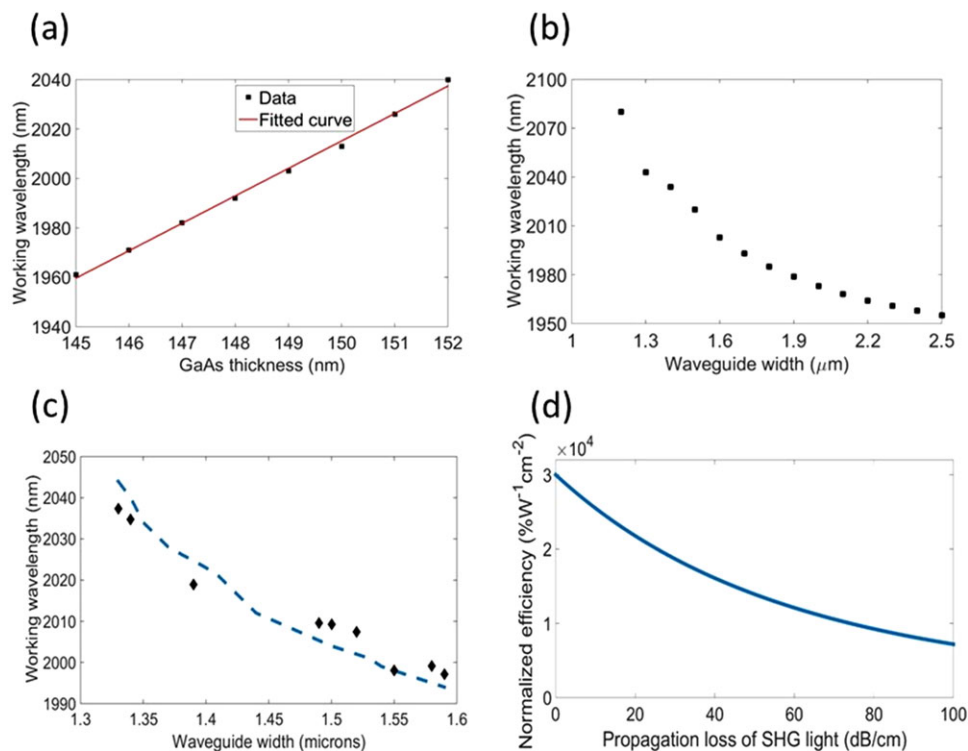 (a)
2040
2020
2000
1980
1960
1940
Working wavelength (nm)
Data
Fitted curve
145 146 147 148 149 150 151 152
GaAs thickness (nm)
(b)
2100
2070
2040
2010
1980
1950
Working wavelength (nm)
1 1.3 1.6 1.9 2.2 2.5
Waveguide width (μm)
(c)
2050
2040
2030
2020
2010
2000
1990
Working wavelength (nm)
1.3 1.35 1.4 1.45 1.5 1.55 1.6
Waveguide width (microns)
(d)
×10⁴
3
2
1
0
Normalized efficiency (%W⁻¹cm⁻²)
0 20 40 60 80 100
Propagation loss of SHG light (dB/cm)